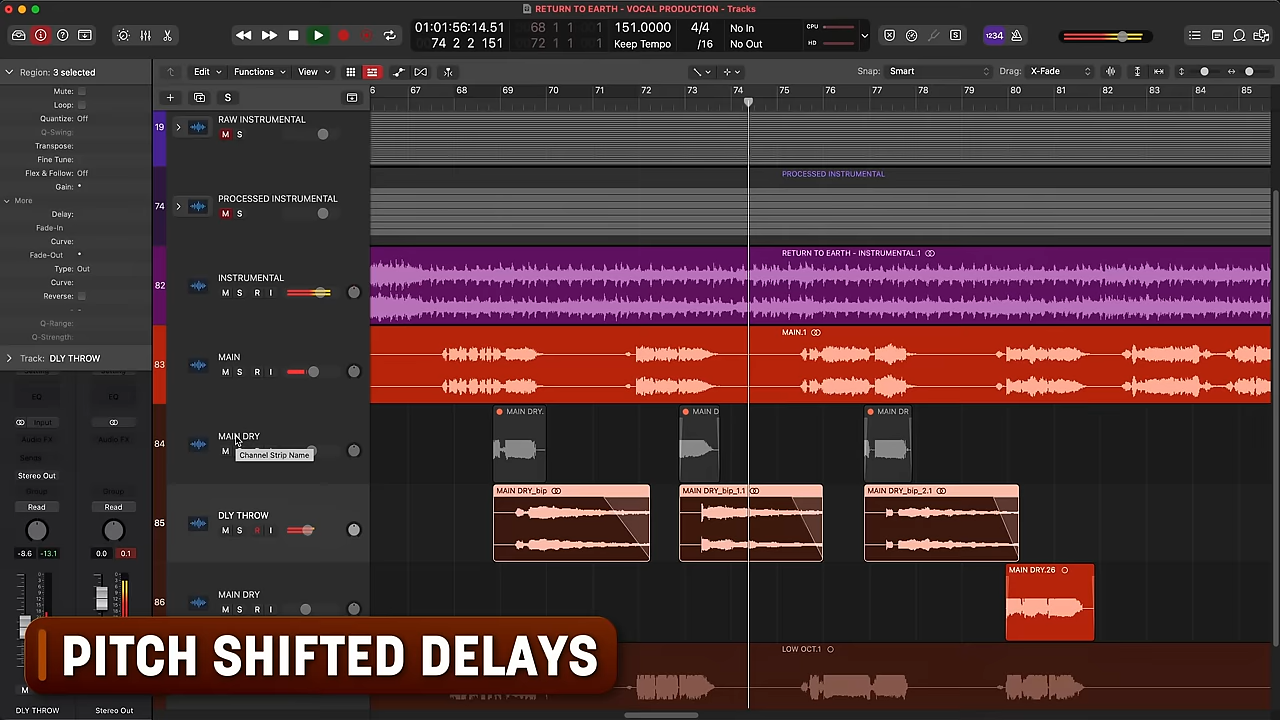 RETURN TO EARTH - VOCAL PRODUCTION - Tracks
01:01:56:14.51
74 2 2 151
68 1 1 1
72 1 1 1
151.0000
Keep Tempo
4/4
/16
No In
No Out
CPU
HD
1234
Region: 3 selected
Edit
Functions
View
Snap: Smart
Drag: X-Fade
Mute:
Loop:
Quantize: Off
Q-Swing:
Transpose:
Fine Tune:
Flex & Follow: Off
Gain:
More
Delay:
Fade-In
Curve:
Fade-Out
Type: Out
Curve:
Reverse:
Q-Range:
Q-Strength:
Track: DLY THROW
EQ EQ
Input
Audio FX Audio FX
Sends
Stereo Out
Group Group
Read Read
-8.6 -13.1 0.0 0.1
M
DLY THROW Stereo Out
S
6 67 68 69 70 71 72 73 74 75 76 77 78 79 80 81 82 83 84 85
19 RAW INSTRUMENTAL
M S
74 PROCESSED INSTRUMENTAL
M S
PROCESSED INSTRUMENTAL
82 INSTRUMENTAL
M S R I
RETURN TO EARTH - INSTRUMENTAL.1
83 MAIN
M S R I
MAIN.1
84 MAIN DRY
M
Channel Strip Name
MAIN DRY. MAIN D MAIN DR
85 DLY THROW
M S R I
MAIN DRY_bip MAIN DRY_bip_1.1 MAIN DRY_bip_2.1
86 MAIN DRY
M S R I
MAIN DRY.26
LOW OCT.1
PITCH SHIFTED DELAYS